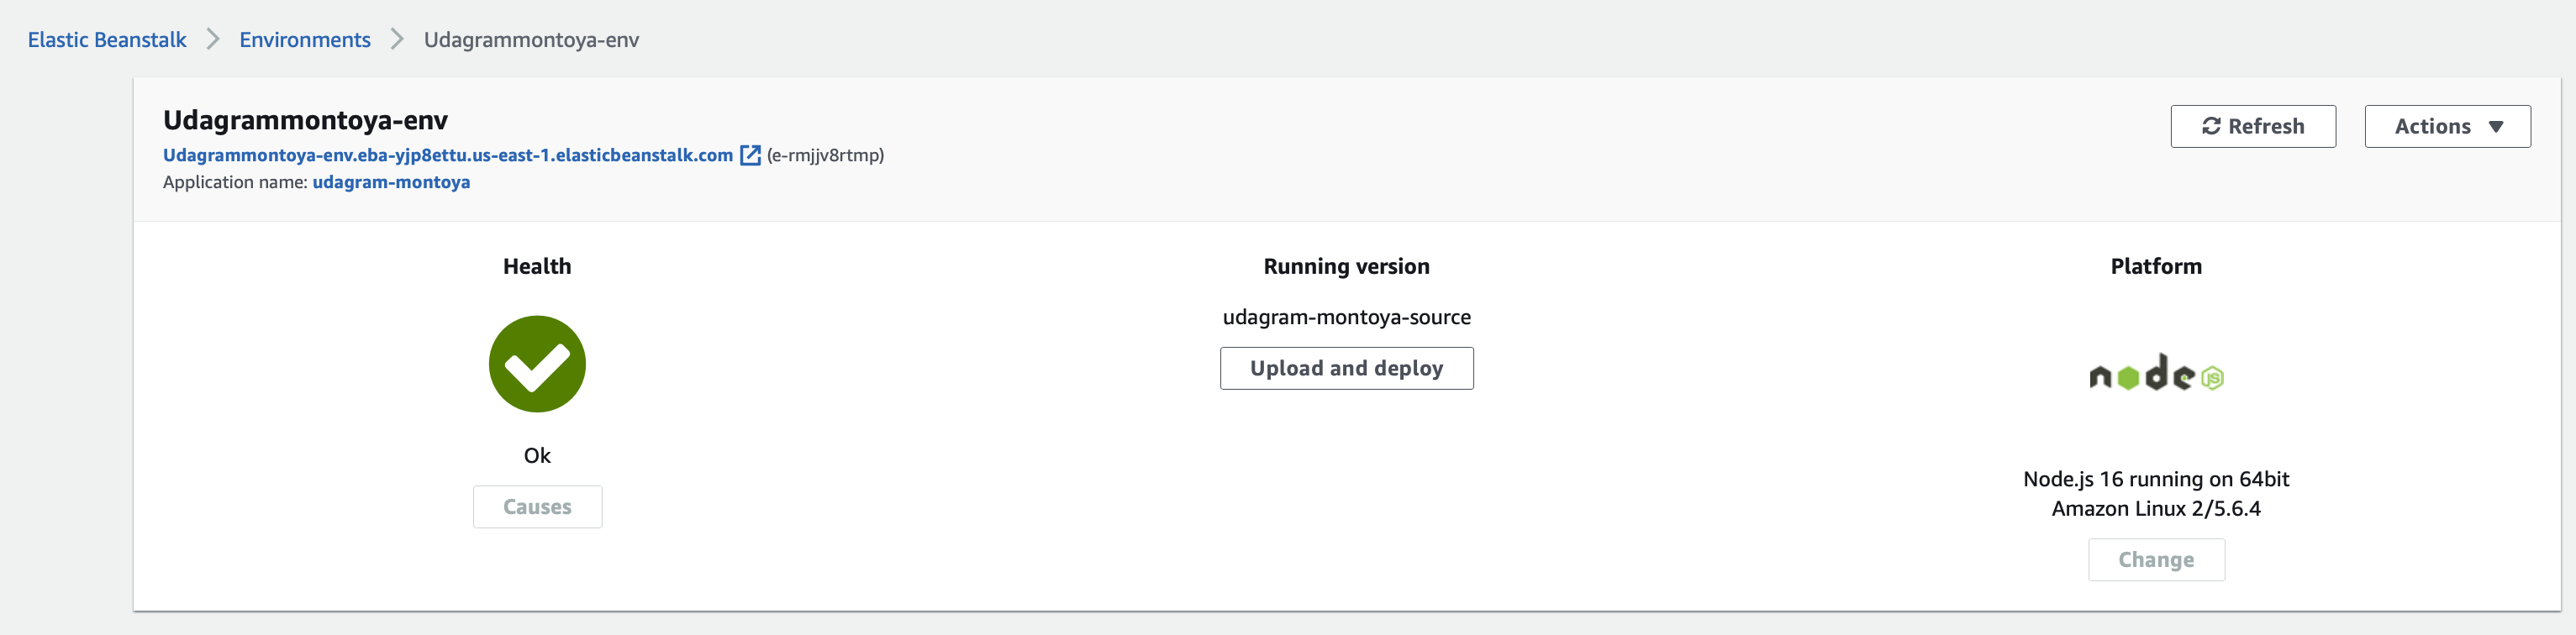 Elastic Beanstalk > Environments > Udagrammontoya-env
Udagrammontoya-env
Udagrammontoya-env.eba-yjp8ettu.us-east-1.elasticbeanstalk.com (e-rmjjv8rtmp)
Application name: udagram-montoya
Refresh
Actions
Health
Ok
Causes
Running version
udagram-montoya-source
Upload and deploy
Platform
node JS
Node.js 16 running on 64bit
Amazon Linux 2/5.6.4
Change